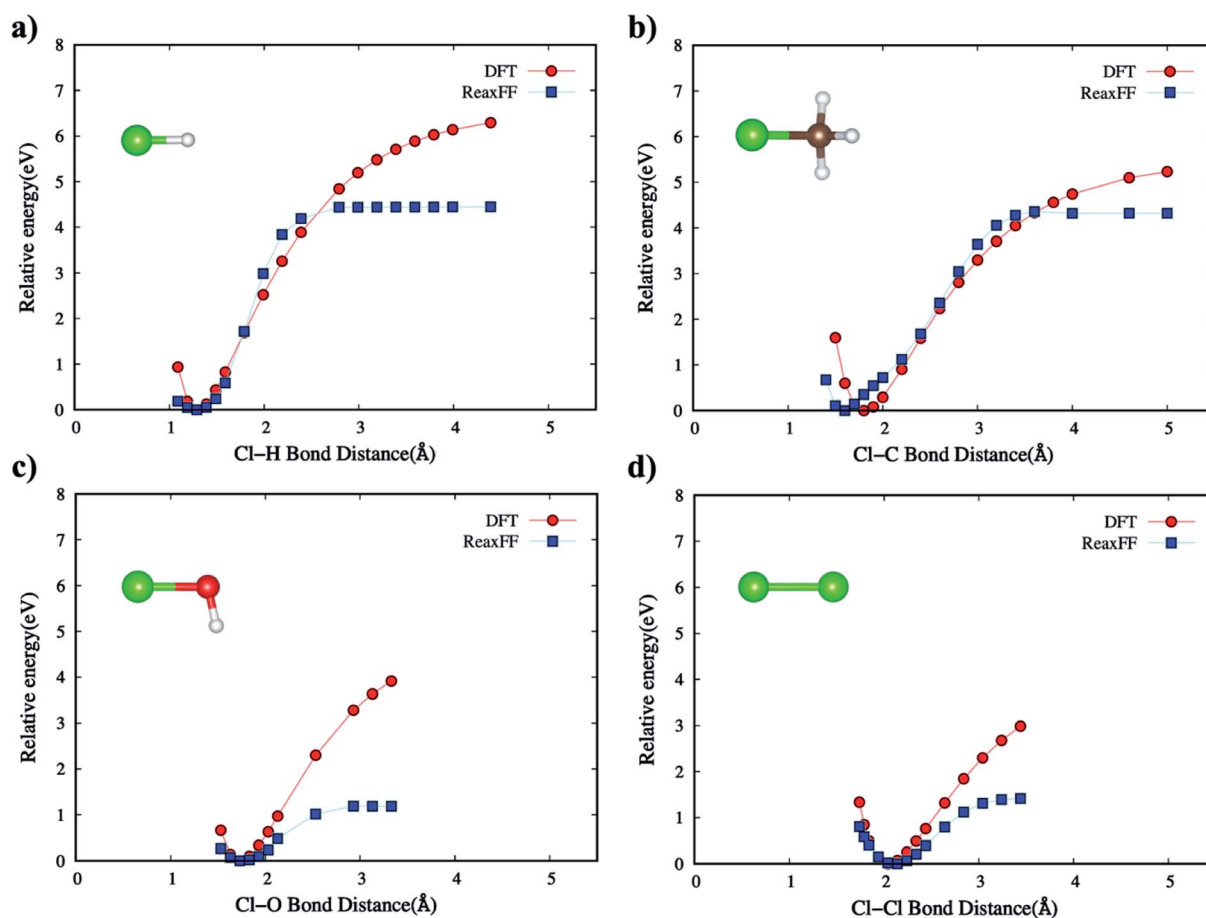 a)
8
7
6
5
4
3
2
1
0
Relative energy(eV)
DFT
ReaxFF
1 2 3 4 5
Cl−H Bond Distance(Å)
b)
8
7
6
5
4
3
2
1
0
Relative energy(eV)
DFT
ReaxFF
0 1 2 3 4 5
Cl−C Bond Distance(Å)
c)
8
7
6
5
4
3
2
1
0
Relative energy(eV)
DFT
ReaxFF
0 1 2 3 4 5
Cl−O Bond Distance(Å)
d)
8
7
6
5
4
3
2
1
0
Relative energy(eV)
DFT
ReaxFF
0 1 2 3 4 5
Cl−Cl Bond Distance(Å)